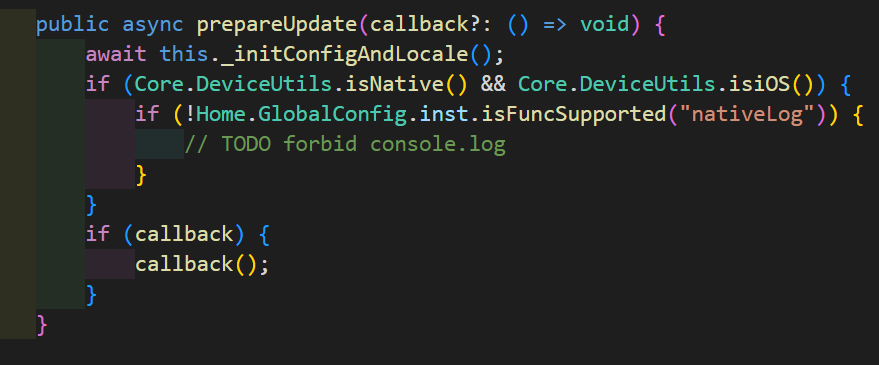 public async prepareUpdate(callback?: () => void) {
await this._initConfigAndLocale();
if (Core.DeviceUtils.isNative() && Core.DeviceUtils.isiOS()) {
if (!Home.GlobalConfig.inst.isFuncSupported("nativeLog")) {
// TODO forbid console.log
}
}
if (callback) {
callback();
}
}